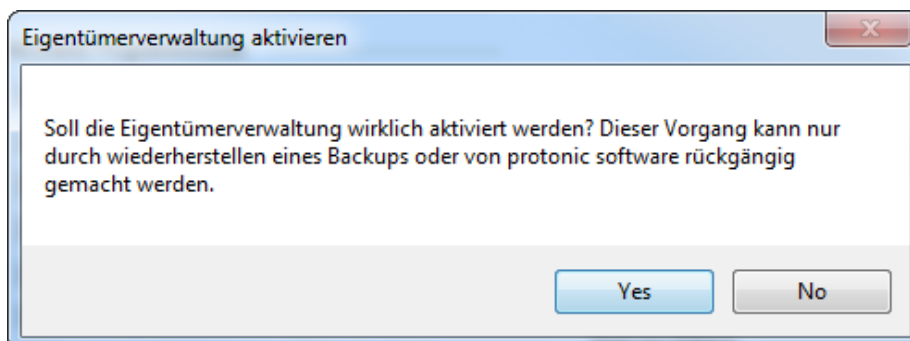 Eigentümerverwaltung aktivieren
Soll die Eigentümerverwaltung wirklich aktiviert werden? Dieser Vorgang kann nur
durch wiederherstellen eines Backups oder von protonic software rückgängig
gemacht werden.
Yes
No